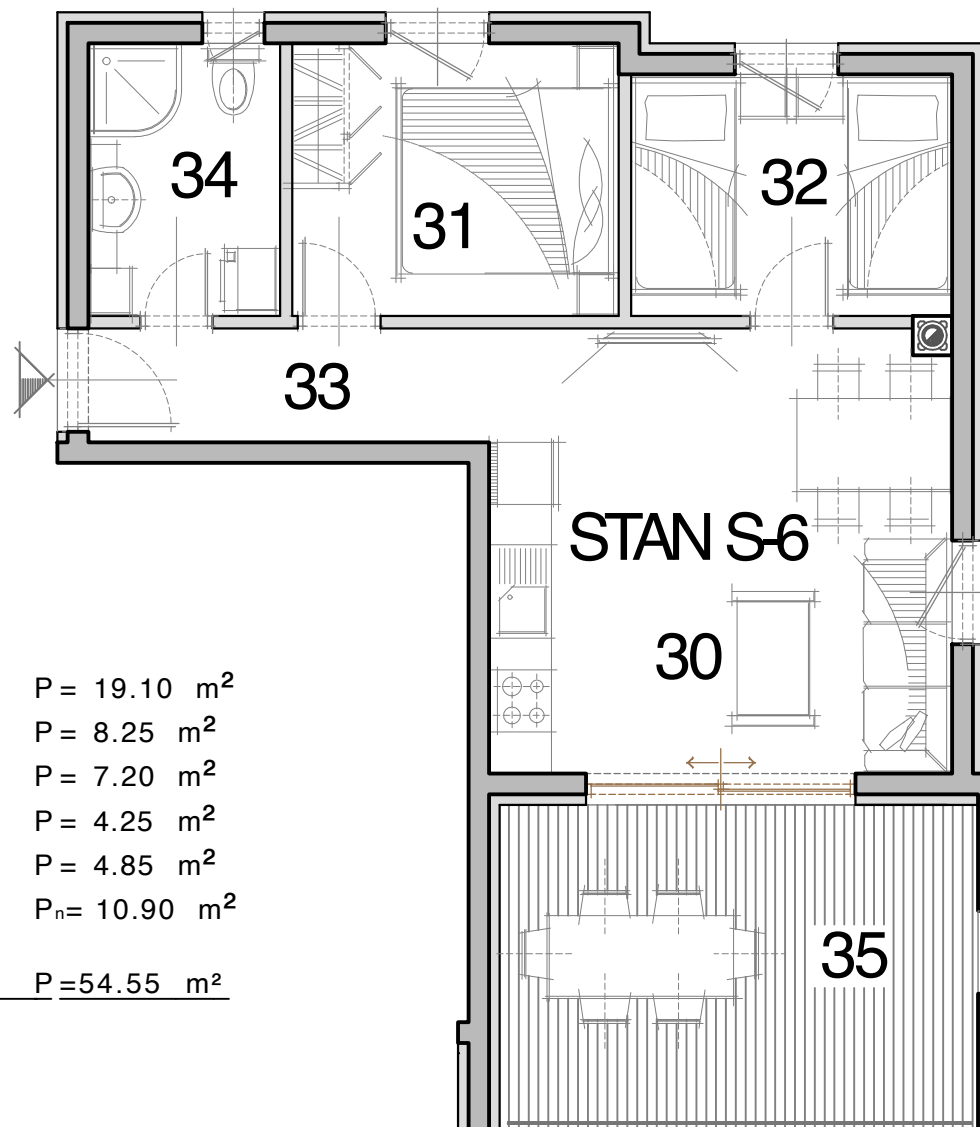 34
31
32
33
STAN S-6
30
P = 19.10 m²
P = 8.25 m²
P = 7.20 m²
P = 4.25 m²
P = 4.85 m²
Pn= 10.90 m²
35
P =54.55 m²